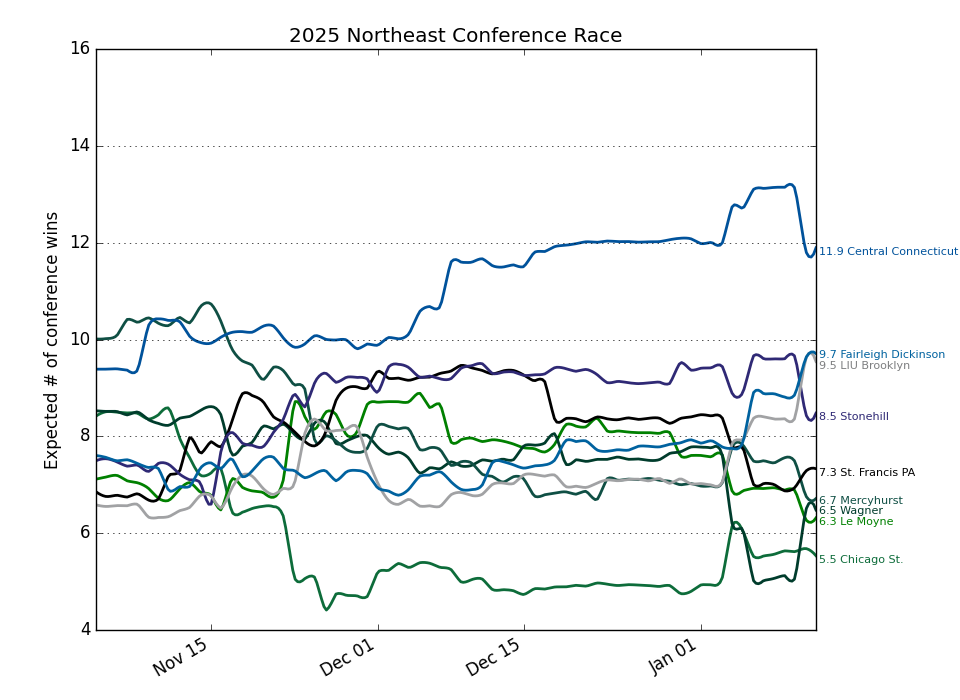 2025 Northeast Conference Race
Expected # of conference wins
16
14
12
10
8
6
4
Nov 15
Dec 01
Dec 15
Jan 01
11.9 Central Connecticut
9.7 Fairleigh Dickinson
9.5 LIU Brooklyn
8.5 Stonehill
7.3 St. Francis PA
6.7 Mercyhurst
6.5 Wagner
6.3 Le Moyne
5.5 Chicago St.